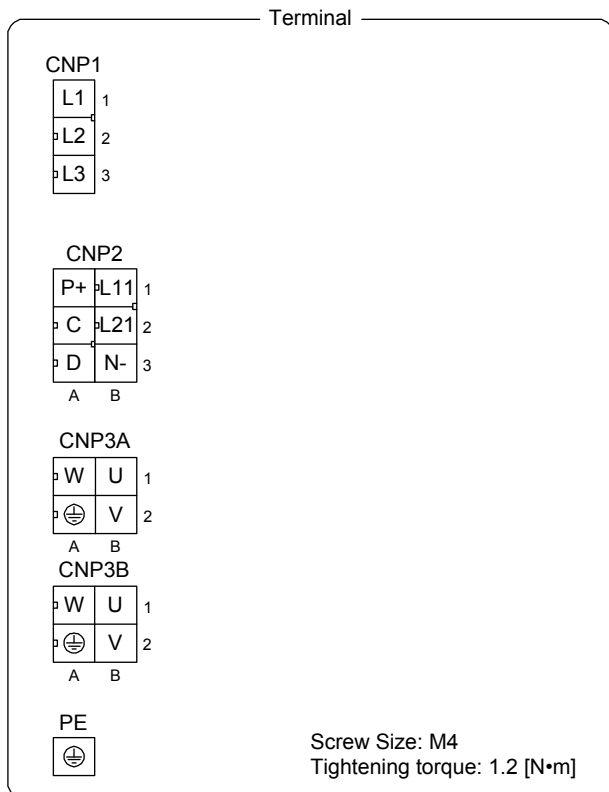 Terminal
CNP1
L1 1
L2 2
L3 3
CNP2
P+ L11 1
C L21 2
D N- 3
A B
CNP3A
W U 1
V 2
A B
CNP3B
W U 1
V 2
A B
PE
Screw Size: M4
Tightening torque: 1.2 [N•m]